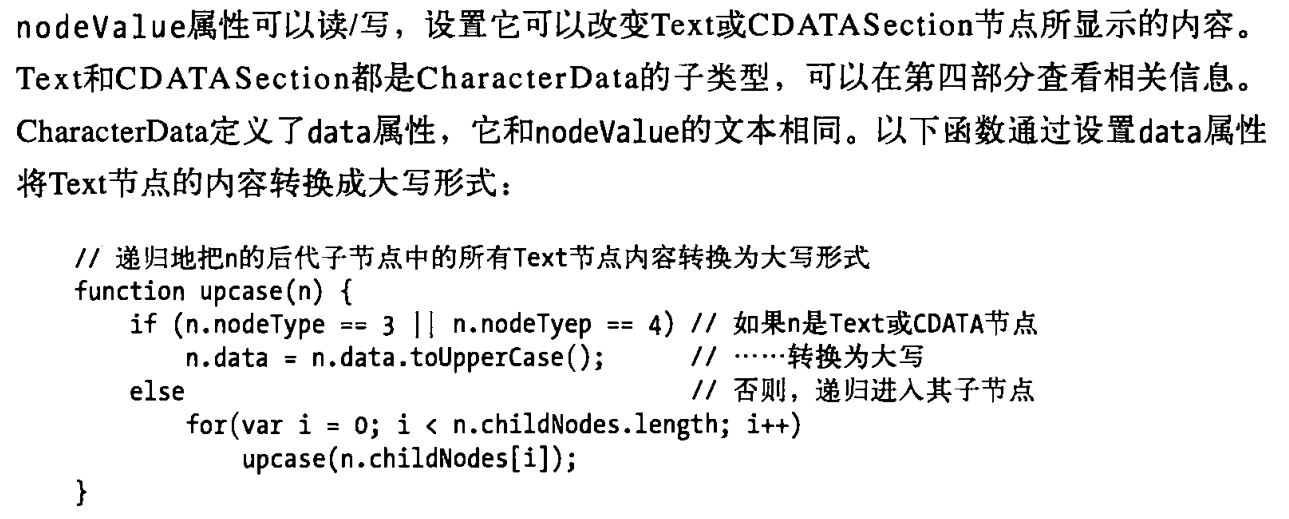 nodeValue属性可以读/写，设置它可以改变Text或CDATASection节点所显示的内容。
Text和CDATASection都是CharacterData的子类型，可以在第四部分查看相关信息。
CharacterData定义了data属性，它和nodeValue的文本相同。以下函数通过设置data属性
将Text节点的内容转换成大写形式：
// 递归地把n的后代子节点中的所有Text节点内容转换为大写形式
function upcase(n) {
    if (n.nodeType == 3 || n.nodeTyep == 4) // 如果n是Text或CDATA节点
        n.data = n.data.toUpperCase();      // ……转换为大写
    else                                    // 否则，递归进入其子节点
        for(var i = 0; i < n.childNodes.length; i++)
            upcase(n.childNodes[i]);
}